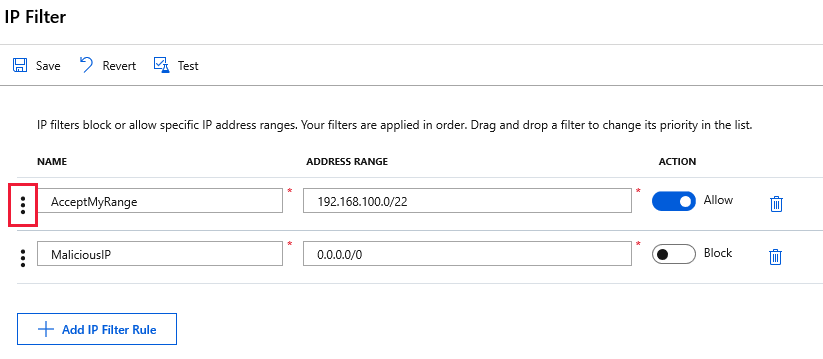 IP Filter
Save Revert Test
IP filters block or allow specific IP address ranges. Your filters are applied in order. Drag and drop a filter to change its priority in the list.
NAME ADDRESS RANGE ACTION
AcceptMyRange * 192.168.100.0/22 * Allow
MaliciousIP * 0.0.0.0/0 * Block
Add IP Filter Rule